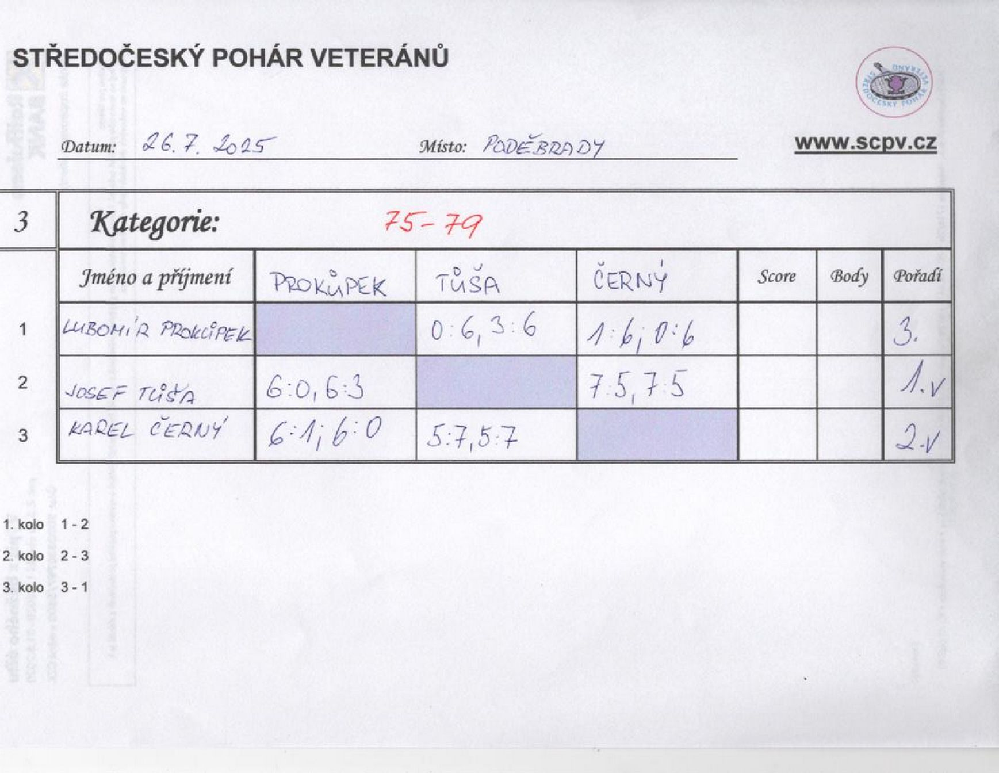 STŘEDOČESKÝ POHÁR VETERÁNŮ
STŘEDOČESKÝ POHÁR VETERÁNŮ
Datum: 26.7. 2025 Místo: PODĚBRADY www.scpv.cz
3 Kategorie: 75-79
Jméno a příjmení PROKŮPEK TŮŠA ČERNÝ Score Body Pořadí
1 LUBOMÍR PROKŮPEK 0:6, 3:6 1:6; 0:6 3.
2 JOSEF TŮŠA 6:0, 6:3 7:5, 7:5 1. v
3 KAREL ČERNÝ 6:1; 6:0 5:7, 5:7 2. v
1. kolo 1 - 2
2. kolo 2 - 3
3. kolo 3 - 1